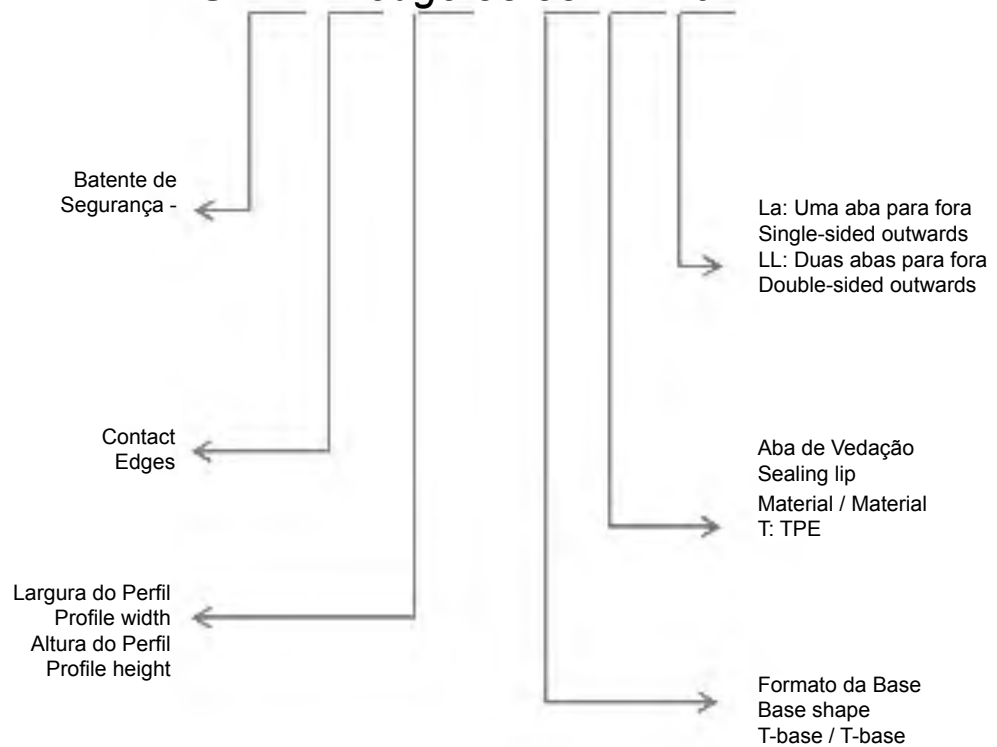 Batente de
Segurança -
La: Uma aba para fora
Single-sided outwards
LL: Duas abas para fora
Double-sided outwards
Contact
Edges
Aba de Vedação
Sealing lip
Material / Material
T: TPE
Largura do Perfil
Profile width
Altura do Perfil
Profile height
Formato da Base
Base shape
T-base / T-base